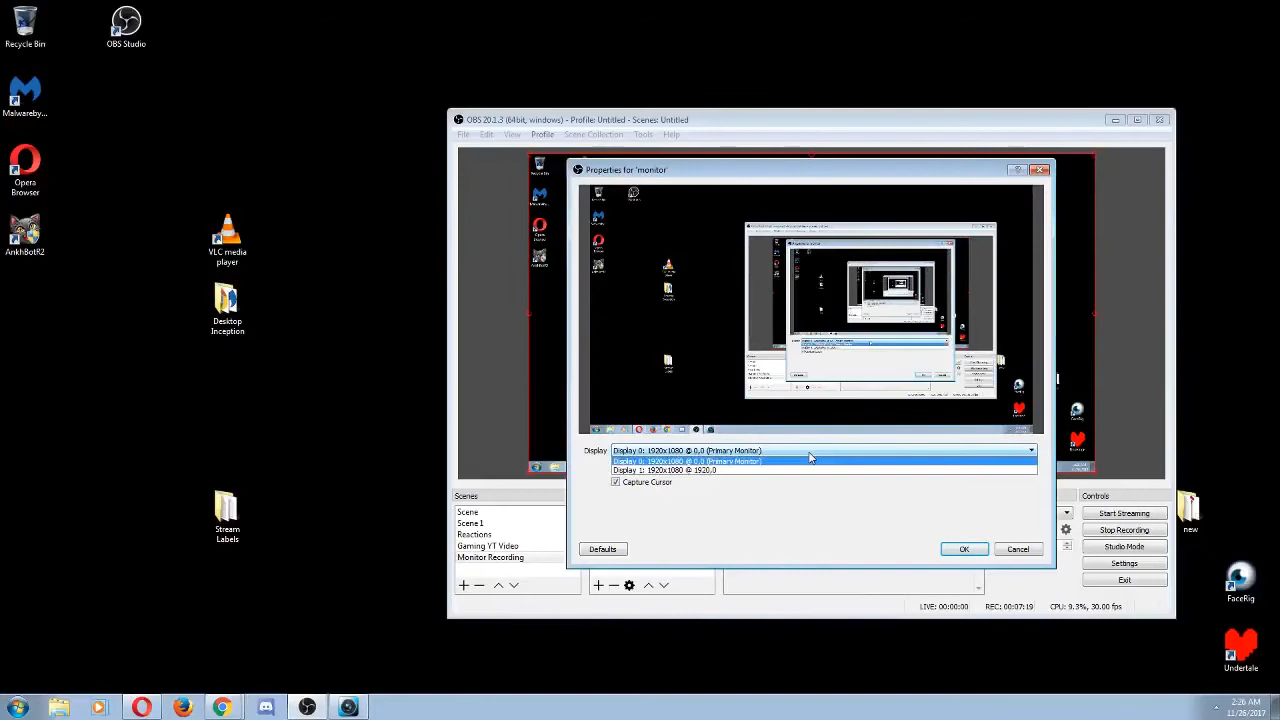 Recycle Bin
OBS Studio
Malwareby...
Opera
Browser
AnkhBotR2
VLC media
player
Desktop
Inception
Stream
Labels
OBS 20.1.3 (64bit, windows) - Profile: Untitled - Scenes: Untitled
File Edit View Profile Scene Collection Tools Help
Properties for 'monitor'
Display
Display 0: 1920x1080 @ 0,0 (Primary Monitor)
Display 0: 1920x1080 @ 0,0 (Primary Monitor)
Display 1: 1920x1080 @ 1920,0
Capture Cursor
Defaults
OK
Cancel
Scenes
Scene
Scene 1
Reactions
Gaming YT Video
Monitor Recording
Controls
Start Streaming
Stop Recording
Studio Mode
Settings
Exit
LIVE: 00:00:00
REC: 00:07:19
CPU: 9.3%, 30.00 fps
new
FaceRig
Undertale
2:26 AM
11/26/2017